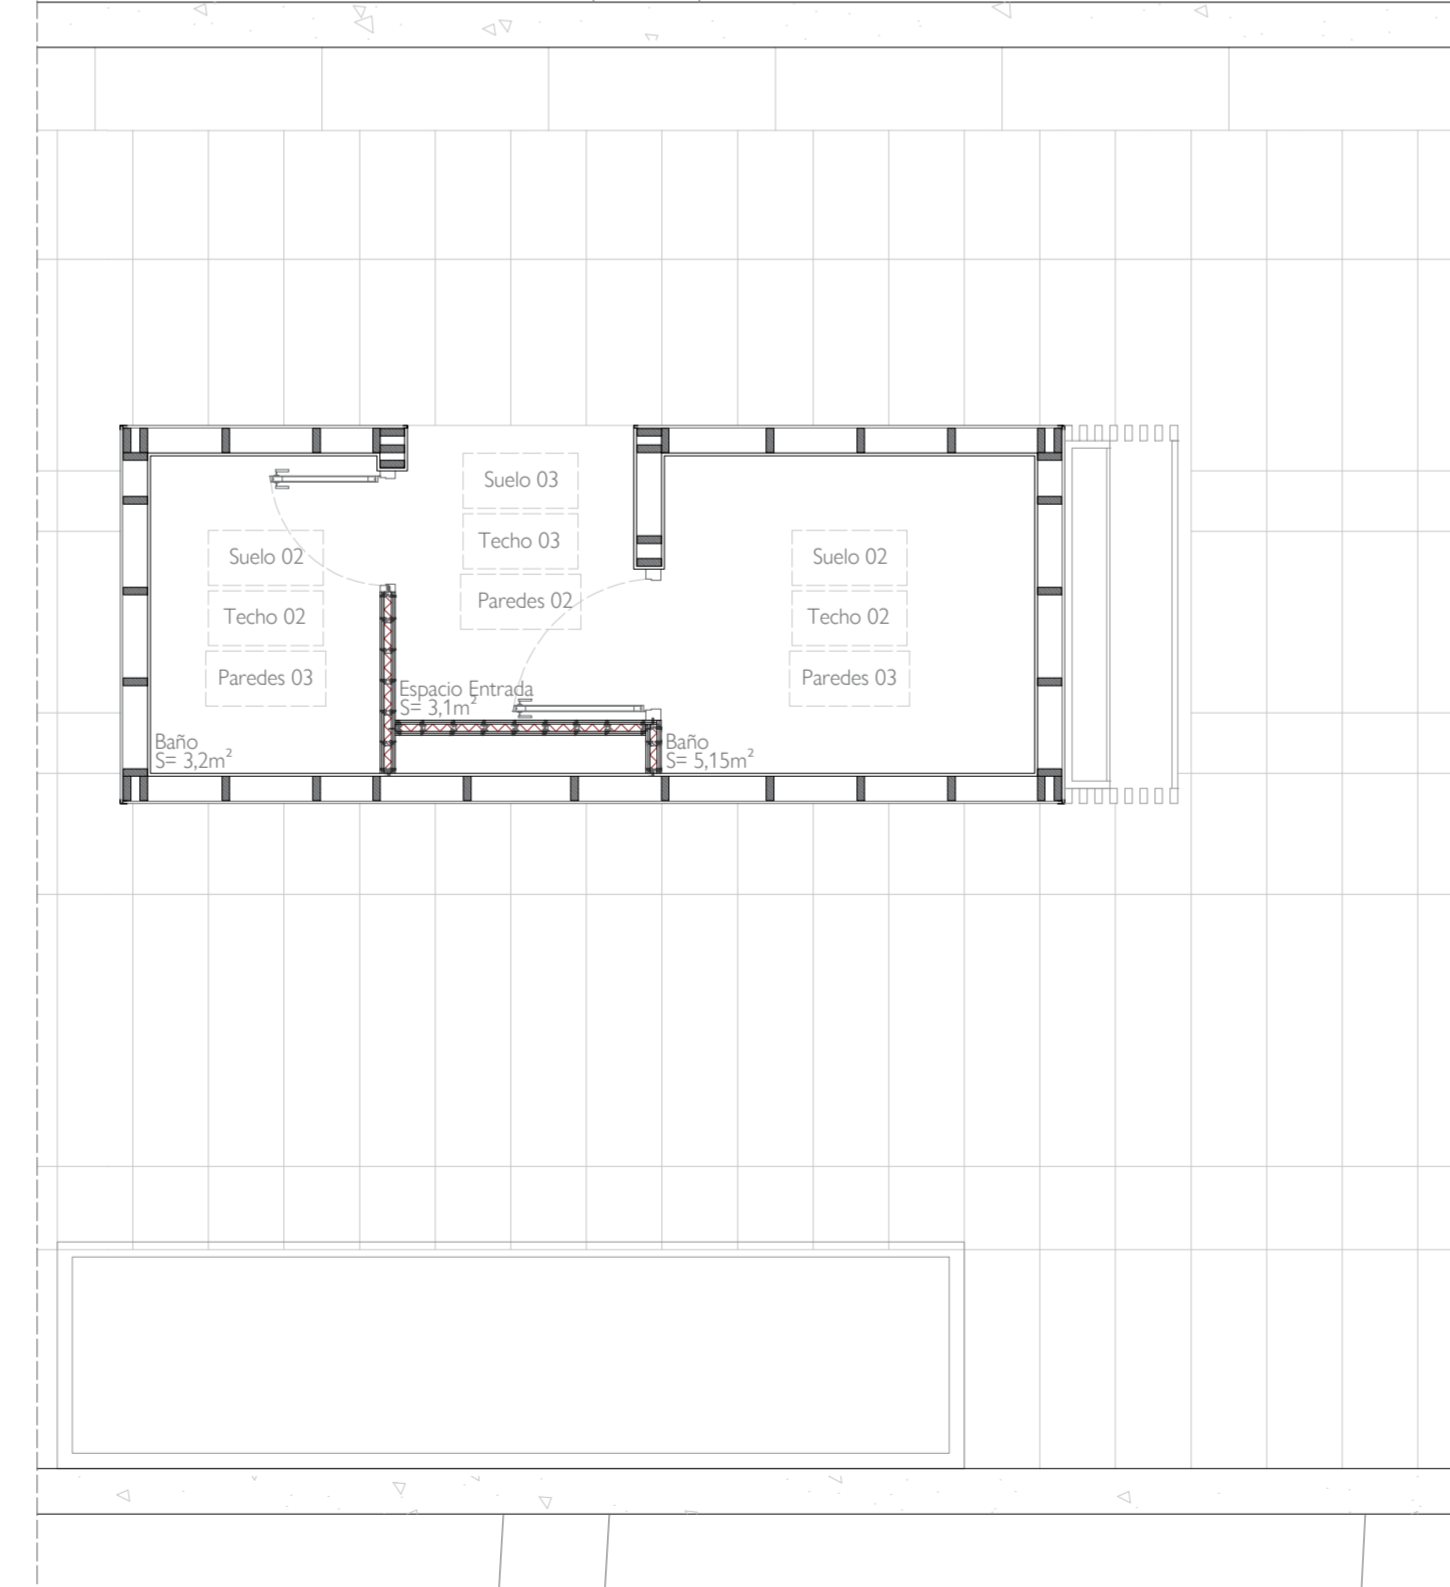 Suelo 03
Techo 03
Paredes 02
Suelo 02
Techo 02
Paredes 03
Suelo 02
Techo 02
Paredes 03
Espacio Entrada
S= 3,1m²
Baño
S= 3,2m²
Baño
S= 5,15m²